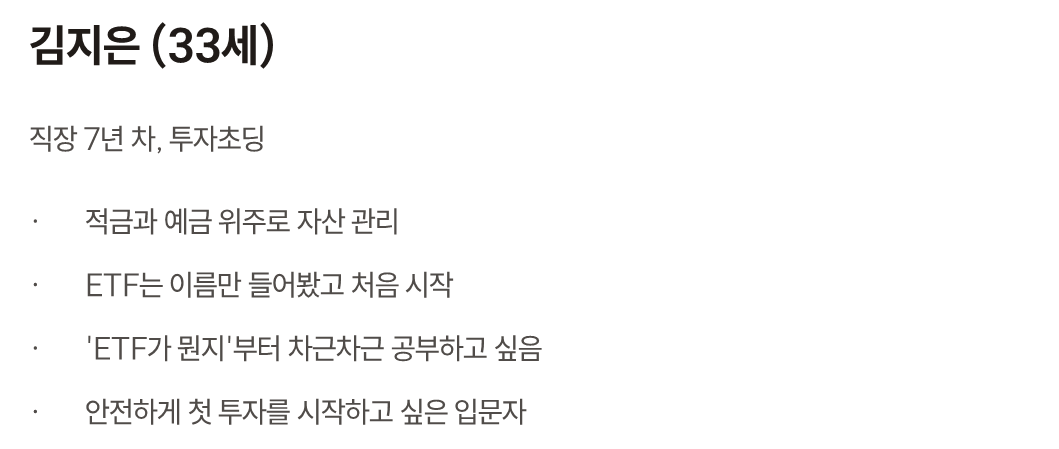 김지은 (33세)
직장 7년 차, 투자초딩
· 적금과 예금 위주로 자산 관리
· ETF는 이름만 들어봤고 처음 시작
· 'ETF가 뭔지'부터 차근차근 공부하고 싶음
· 안전하게 첫 투자를 시작하고 싶은 입문자